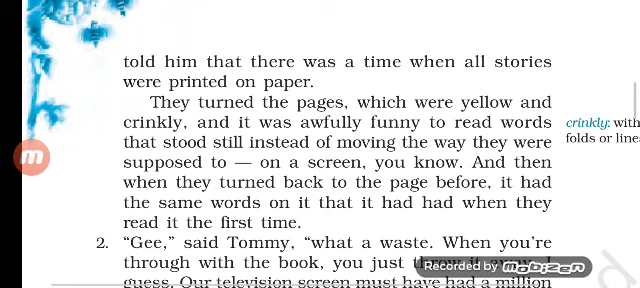 told him that there was a time when all stories
were printed on paper.
They turned the pages, which were yellow and
crinkly, and it was awfully funny to read words
that stood still instead of moving the way they were
supposed to — on a screen, you know. And then
when they turned back to the page before, it had
the same words on it that it had had when they
read it the first time.
crinkly: with
folds or line
2. “Gee,” said Tommy, “what a waste. When you’re
through with the book, you just throw it away, I
guess. Our television screen must have had a million
Recorded by mobizen
m
d